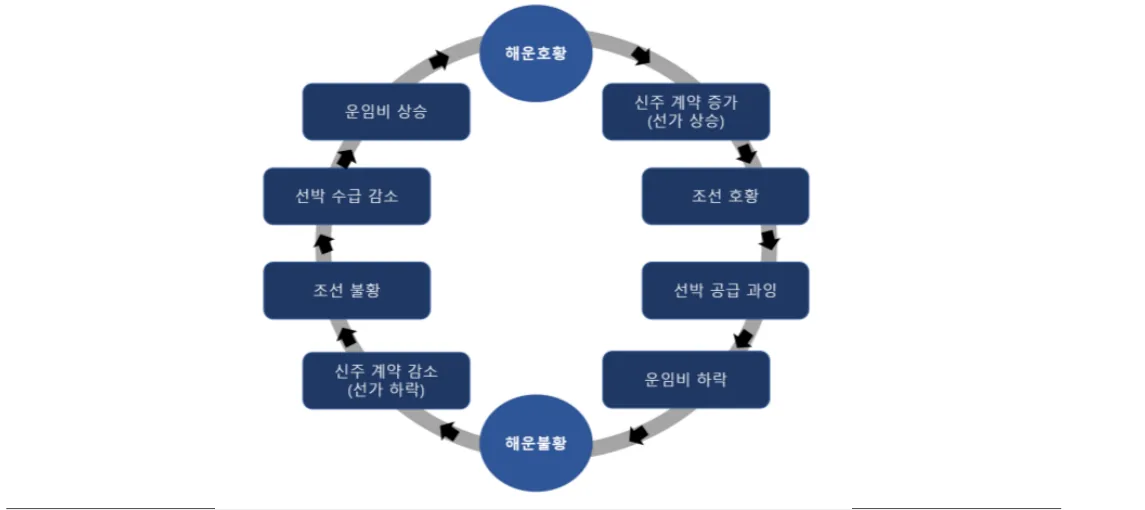 해운호황
신주 계약 증가
(선가 상승)
조선 호황
선박 공급 과잉
운임비 하락
해운불황
신주 계약 감소
(선가 하락)
조선 불황
선박 수급 감소
운임비 상승